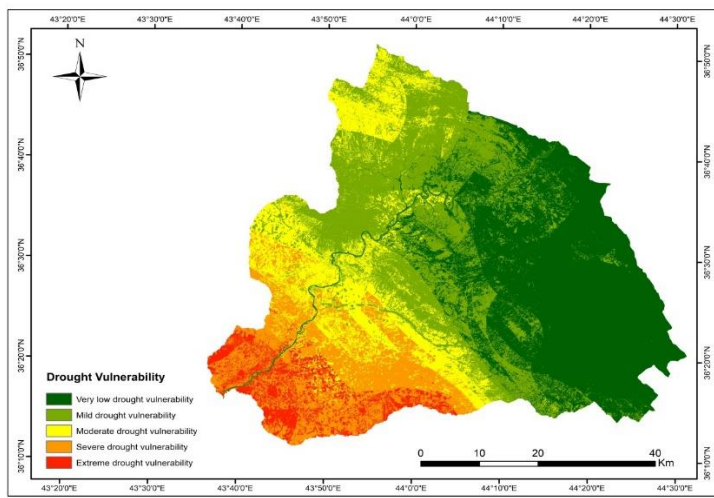 43°20'0"E 43°30'0"E 43°40'0"E 43°50'0"E 44°0'0"E 44°10'0"E 44°20'0"E 44°30'0"E
N
36°50'0"N 36°50'0"N
36°40'0"N 36°40'0"N
36°30'0"N 36°30'0"N
36°20'0"N 36°20'0"N
36°10'0"N 36°10'0"N
Drought Vulnerability
Very low drought vulnerability
Mild drought vulnerability
Moderate drought vulnerability
Severe drought vulnerability
Extreme drought vulnerability
0 10 20 40
Km
43°20'0"E 43°30'0"E 43°40'0"E 43°50'0"E 44°0'0"E 44°10'0"E 44°20'0"E 44°30'0"E